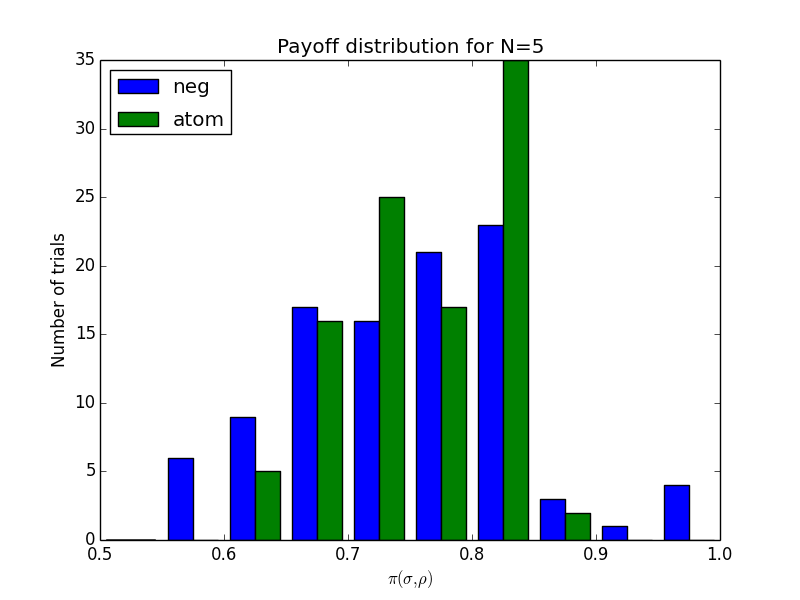 Payoff distribution for N=5
neg
atom
Number of trials
35
30
25
20
15
10
5
0
0.5 0.6 0.7 0.8 0.9 1.0
π(σ,ρ)